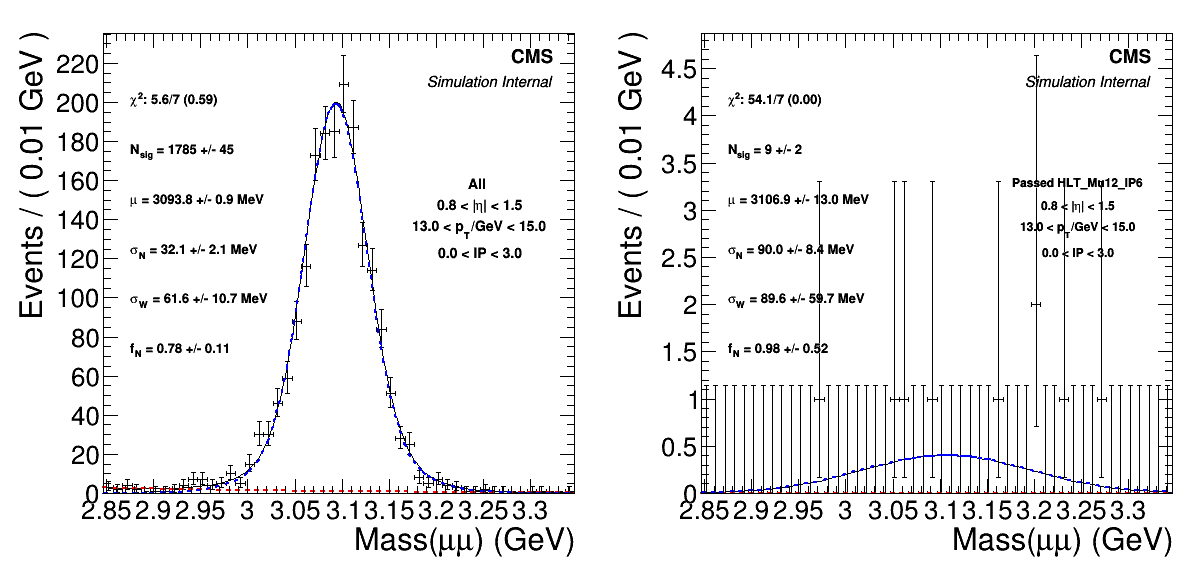 CMS
Simulation Internal
χ²: 5.6/7 (0.59)
N_sig = 1785 +/- 45
μ = 3093.8 +/- 0.9 MeV
σ_N = 32.1 +/- 2.1 MeV
σ_W = 61.6 +/- 10.7 MeV
f_N = 0.78 +/- 0.11
All
0.8 < |η| < 1.5
13.0 < p_T/GeV < 15.0
0.0 < IP < 3.0
Events / ( 0.01 GeV )
220
200
180
160
140
120
100
80
60
40
20
0
2.85 2.9 2.95 3 3.05 3.1 3.15 3.2 3.25 3.3
Mass(μμ) (GeV)
CMS
Simulation Internal
χ²: 54.1/7 (0.00)
N_sig = 9 +/- 2
μ = 3106.9 +/- 13.0 MeV
σ_N = 90.0 +/- 8.4 MeV
σ_W = 89.6 +/- 59.7 MeV
f_N = 0.98 +/- 0.52
Passed HLT_Mu12_IP6
0.8 < |η| < 1.5
13.0 < p_T/GeV < 15.0
0.0 < IP < 3.0
Events / ( 0.01 GeV )
4.5
4
3.5
3
2.5
2
1.5
1
0.5
0
2.85 2.9 2.95 3 3.05 3.1 3.15 3.2 3.25 3.3
Mass(μμ) (GeV)